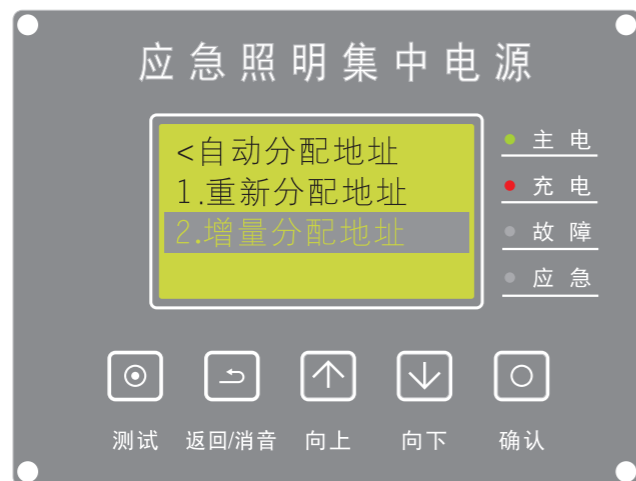 应急照明集中电源
<自动分配地址
1.重新分配地址
2.增量分配地址
主电
充电
故障
应急
测试 返回/消音 向上 向下 确认